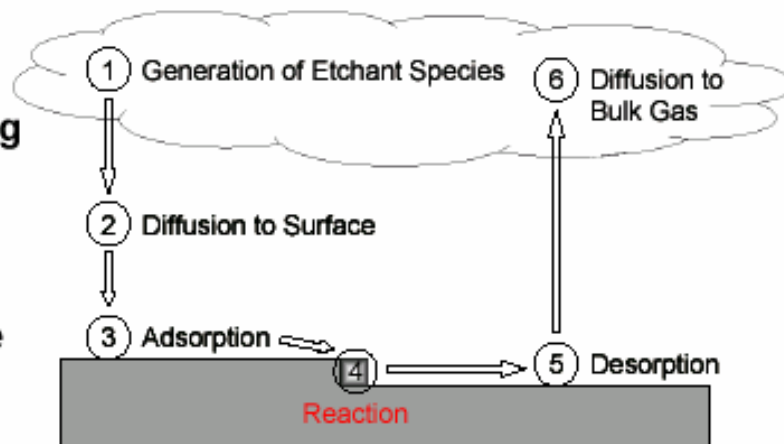 1 Generation of Etchant Species
6 Diffusion to
Bulk Gas
g
2 Diffusion to Surface
e
3 Adsorption
4
5 Desorption
Reaction